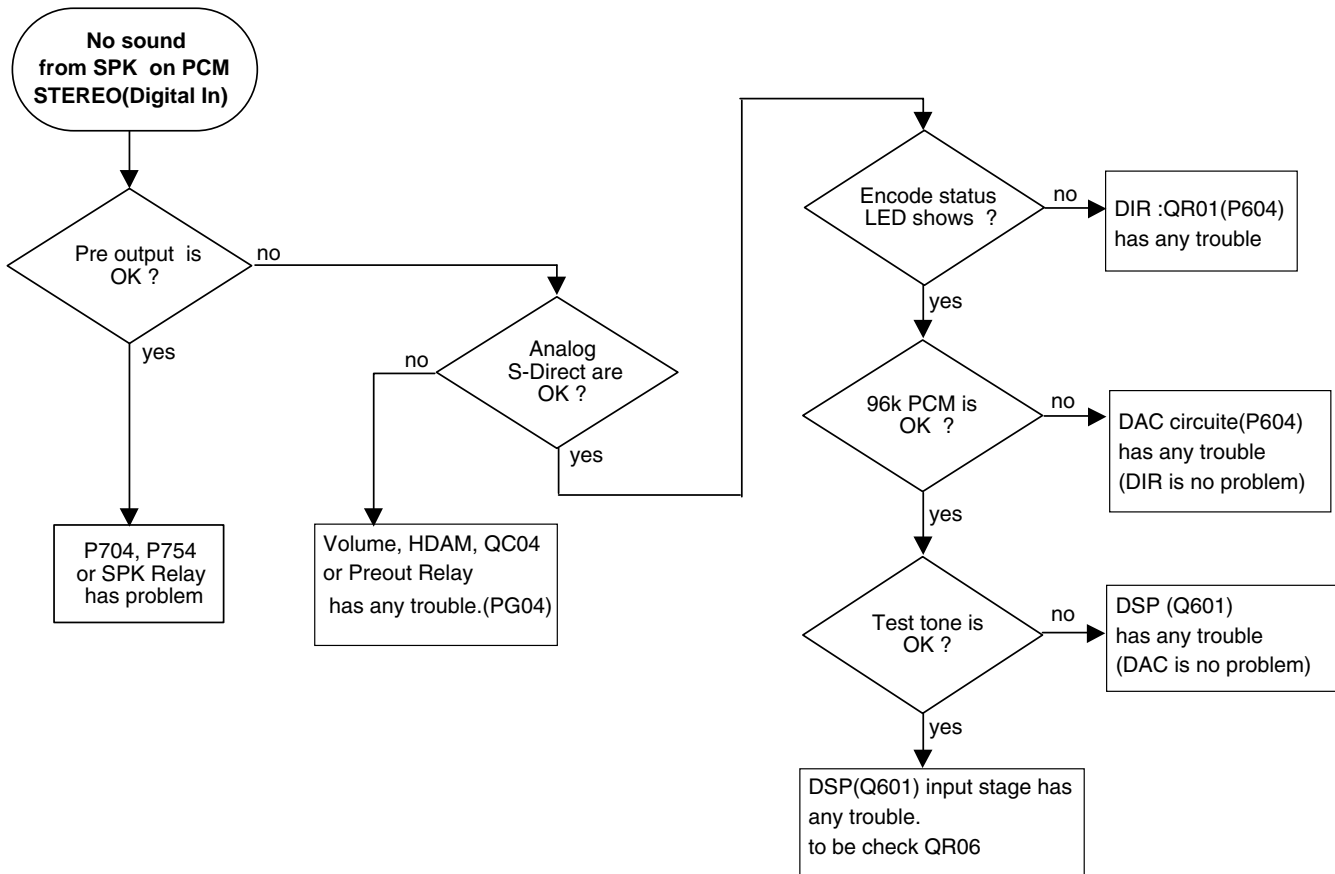 No sound
from SPK on PCM
STEREO(Digital In)
Pre output is
OK ?
no
yes
P704, P754
or SPK Relay
has problem
Analog
S-Direct are
OK ?
no
yes
Volume, HDAM, QC04
or Preout Relay
has any trouble.(PG04)
Encode status
LED shows ?
no
DIR :QR01(P604)
has any trouble
yes
96k PCM is
OK ?
no
DAC circuite(P604)
has any trouble
(DIR is no problem)
yes
Test tone is
OK ?
no
DSP (Q601)
has any trouble
(DAC is no problem)
yes
DSP(Q601) input stage has
any trouble.
to be check QR06